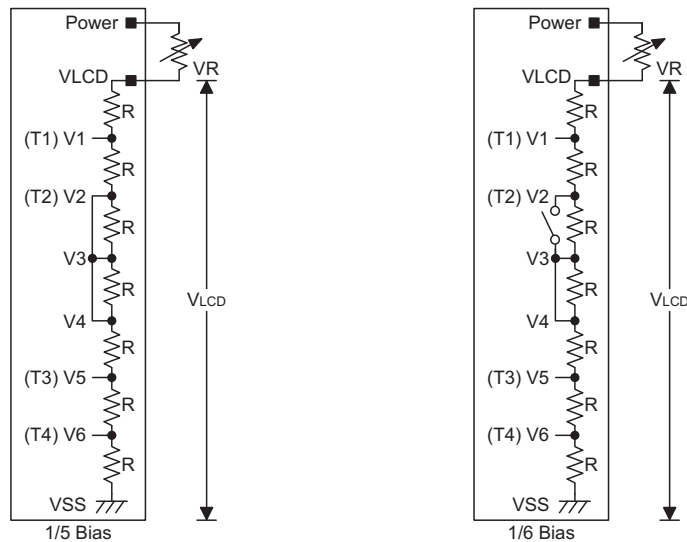 Power
VR
VLCD
R
(T1) V1
R
(T2) V2
R
V3
R
VLCD
V4
R
(T3) V5
R
(T4) V6
R
VSS
1/5 Bias
Power
VR
VLCD
R
(T1) V1
R
(T2) V2
R
V3
R
VLCD
V4
R
(T3) V5
R
(T4) V6
R
VSS
1/6 Bias